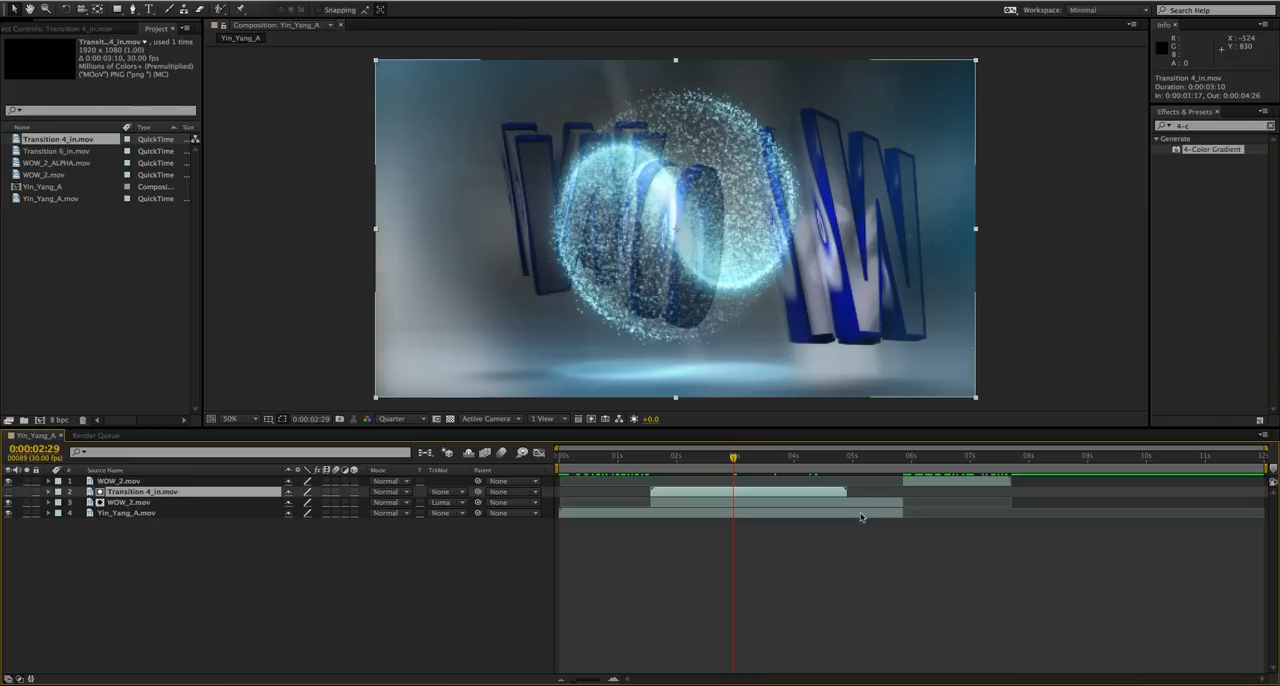 Snapping
Workspace: Minimal
Search Help
ect Controls: Transition 4_in.mov
Project ×
Composition: Yin_Yang_A
Info ×
Yin_Yang_A
Transit...4_in.mov ▾, used 1 time
1920 x 1080 (1.00)
Δ 0:00:03:10, 30.00 fps
Millions of Colors+ (Premultiplied)
("MOoV") PNG ("png ") (MC)
R :
G :
B :
A : 0
X : -524
Y : 830
Transition 4_in.mov
Duration: 0:00:03:10
In: 0:00:01:17, Out: 0:00:04:26
Effects & Presets ×
4-c
Name Type Size
Generate
4-Color Gradient
Transition 4_in.mov QuickTime
Transition 6_in.mov QuickTime
WOW_2_ALPHA.mov QuickTime
WOW_2.mov QuickTime
Yin_Yang_A Composi...
Yin_Yang_A.mov QuickTime
WOW
8 bpc
50% 0:00:02:29 Quarter Active Camera 1 View +0.0
Yin_Yang_A × Render Queue
0:00:02:29
00089 (30.00 fps)
:00s 01s 02s 03s 04s 05s 06s 07s 08s 09s 10s 11s 12s
# Source Name Mode T TrkMat Parent
1 WOW_2.mov Normal None
2 Transition 4_in.mov Normal None None
3 WOW_2.mov Normal Luma None
4 Yin_Yang_A.mov Normal None None